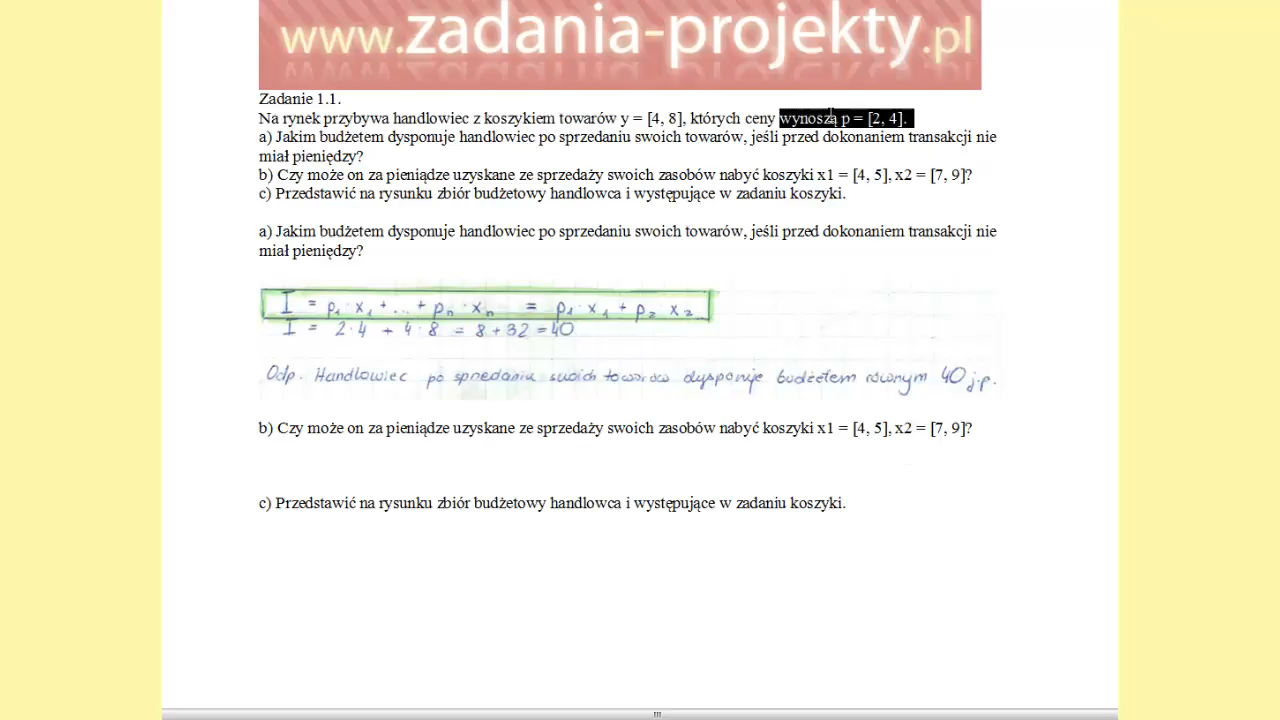 www.zadania-projekty.pl
Zadanie 1.1.
Na rynek przybywa handlowiec z koszykiem towarów y = [4, 8], których ceny wynoszą p = [2, 4].
a) Jakim budżetem dysponuje handlowiec po sprzedaniu swoich towarów, jeśli przed dokonaniem transakcji nie
miał pieniędzy?
b) Czy może on za pieniądze uzyskane ze sprzedaży swoich zasobów nabyć koszyki x1 = [4, 5], x2 = [7, 9]?
c) Przedstawić na rysunku zbiór budżetowy handlowca i występujące w zadaniu koszyki.
a) Jakim budżetem dysponuje handlowiec po sprzedaniu swoich towarów, jeśli przed dokonaniem transakcji nie
miał pieniędzy?
I = p₁ · x₁ + ... + pₙ · xₙ = p₁ · x₁ + p₂ · x₂
I = 2 · 4 + 4 · 8 = 8 + 32 = 40
Odp. Handlowiec po sprzedaniu swoich towarów dysponuje budżetem równym 40 j.p.
b) Czy może on za pieniądze uzyskane ze sprzedaży swoich zasobów nabyć koszyki x1 = [4, 5], x2 = [7, 9]?
c) Przedstawić na rysunku zbiór budżetowy handlowca i występujące w zadaniu koszyki.